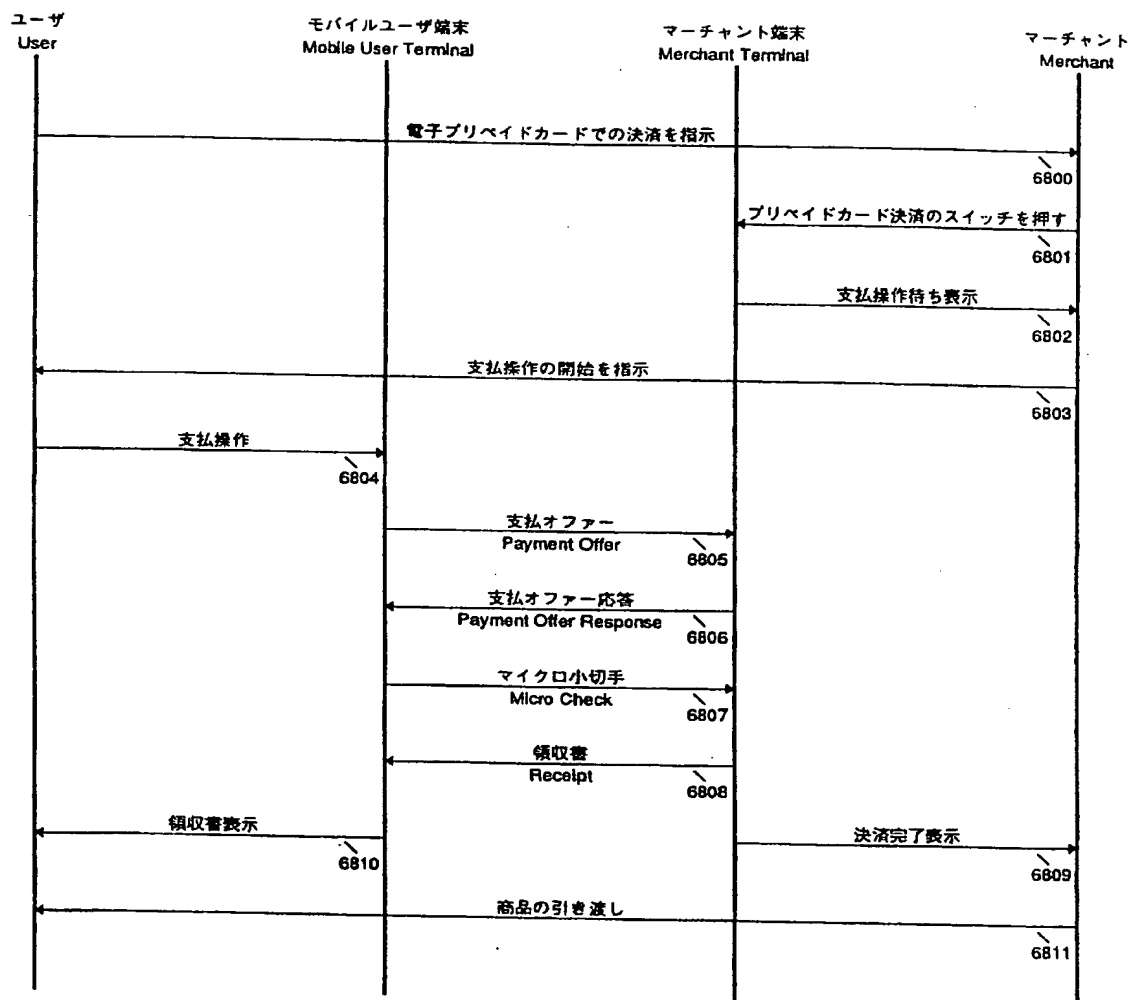 ユーザ
User
モバイルユーザ端末
Mobile User Terminal
マーチャント端末
Merchant Terminal
マーチャント
Merchant
電子プリペイドカードでの決済を指示
6800
プリペイドカード決済のスイッチを押す
6801
支払操作待ち表示
6802
支払操作の開始を指示
6803
支払操作
6804
支払オファー
Payment Offer
6805
支払オファー応答
Payment Offer Response
6806
マイクロ小切手
Micro Check
6807
領収書
Receipt
6808
領収書表示
6810
決済完了表示
6809
商品の引き渡し
6811